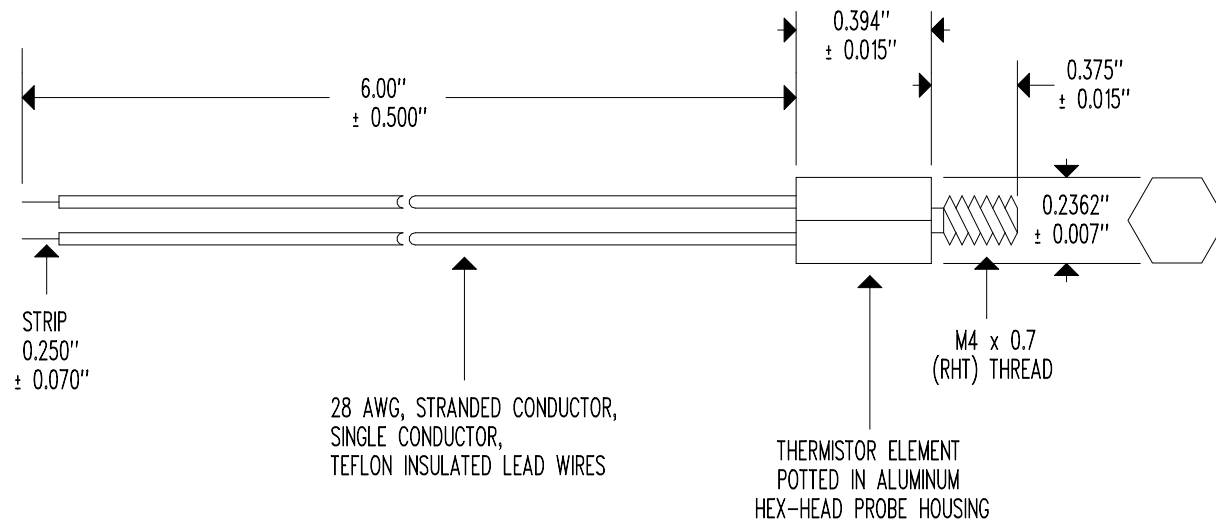 0.394"
± 0.015"
6.00"
± 0.500"
0.375"
± 0.015"
0.2362"
± 0.007"
STRIP
0.250"
± 0.070"
M4 x 0.7
(RHT) THREAD
28 AWG, STRANDED CONDUCTOR,
SINGLE CONDUCTOR,
TEFLON INSULATED LEAD WIRES
THERMISTOR ELEMENT
POTTED IN ALUMINUM
HEX-HEAD PROBE HOUSING